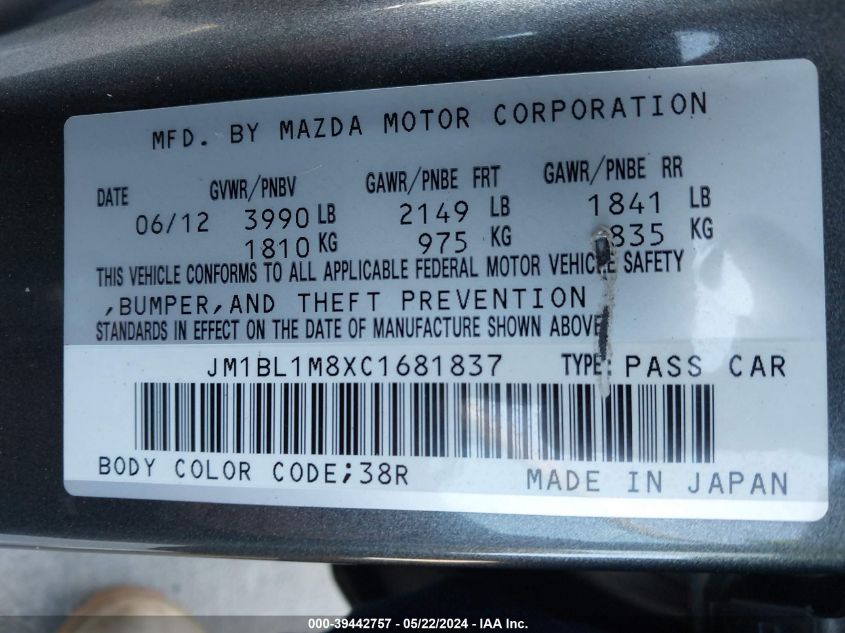 MFD. BY MAZDA MOTOR CORPORATION
DATE GVWR/PNBV GAWR/PNBE FRT GAWR/PNBE RR
06/12 3990 LB 2149 LB 1841 LB
1810 KG 975 KG 835 KG
THIS VEHICLE CONFORMS TO ALL APPLICABLE FEDERAL MOTOR VEHICLE SAFETY
,BUMPER,AND THEFT PREVENTION
STANDARDS IN EFFECT ON THE DATE OF MANUFACTURE SHOWN ABOVE
JM1BL1M8XC1681837 TYPE: PASS CAR
BODY COLOR CODE;38R MADE IN JAPAN
000-39442757 - 05/22/2024 - IAA Inc.